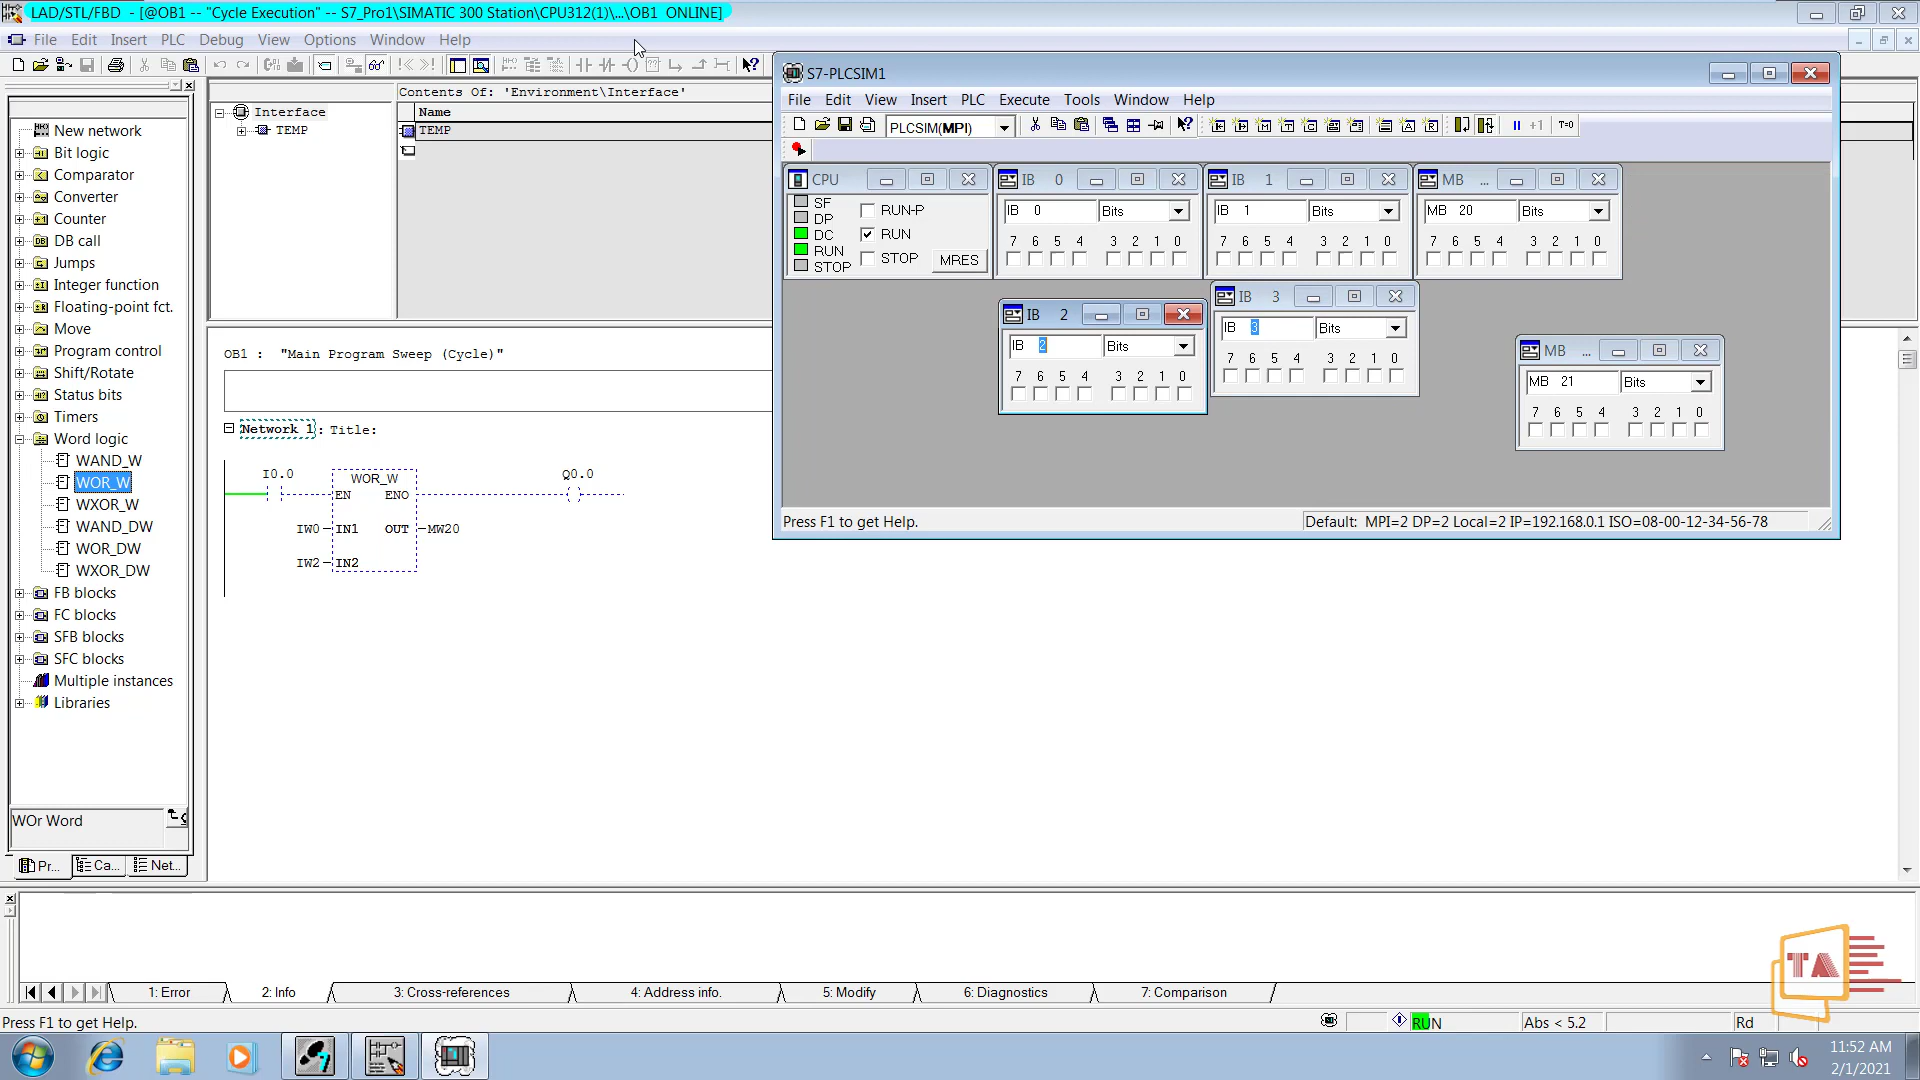 LAD/STL/FBD - [@OB1 -- "Cycle Execution" -- S7_Pro1\SIMATIC 300 Station\CPU312(1)\...\OB1 ONLINE]
File Edit Insert PLC Debug View Options Window Help
New network
Bit logic
Comparator
Converter
Counter
DB call
Jumps
Integer function
Floating-point fct.
Move
Program control
Shift/Rotate
Status bits
Timers
Word logic
WAND_W
WOR_W
WXOR_W
WAND_DW
WOR_DW
WXOR_DW
FB blocks
FC blocks
SFB blocks
SFC blocks
Multiple instances
Libraries
WOr Word
Pr... Ca... Net...
Interface
TEMP
Contents Of: 'Environment\Interface'
Name
TEMP
OB1 : "Main Program Sweep (Cycle)"
Network 1: Title:
I0.0 WOR_W Q0.0
EN ENO
IW0 IN1 OUT MW20
IW2 IN2
S7-PLCSIM1
File Edit View Insert PLC Execute Tools Window Help
PLCSIM(MPI) +1 T=0
CPU
SF
DP
DC
RUN
STOP
RUN-P
RUN
STOP
MRES
IB 0
IB 0 Bits
7 6 5 4 3 2 1 0
IB 1
IB 1 Bits
7 6 5 4 3 2 1 0
MB ...
MB 20 Bits
7 6 5 4 3 2 1 0
IB 2
IB 2 Bits
7 6 5 4 3 2 1 0
IB 3
IB 3 Bits
7 6 5 4 3 2 1 0
MB ...
MB 21 Bits
7 6 5 4 3 2 1 0
Press F1 to get Help. Default: MPI=2 DP=2 Local=2 IP=192.168.0.1 ISO=08-00-12-34-56-78
1: Error 2: Info 3: Cross-references 4: Address info. 5: Modify 6: Diagnostics 7: Comparison
Press F1 to get Help. RUN Abs < 5.2 Rd
TA
11:52 AM
2/1/2021